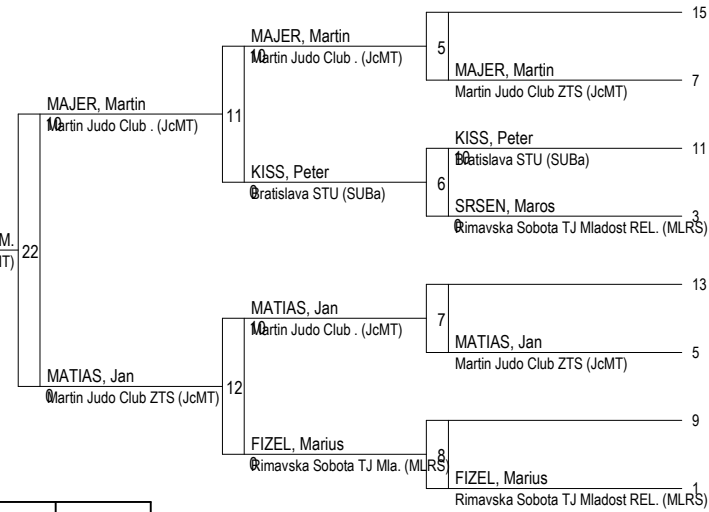 15
MAJER, Martin
10
Martin Judo Club . (JcMT)
5
MAJER, Martin
Martin Judo Club ZTS (JcMT)
7
MAJER, Martin
10
Martin Judo Club . (JcMT)
11
KISS, Peter
10
Bratislava STU (SUBa)
11
KISS, Peter
0
Bratislava STU (SUBa)
6
SRSEN, Maros
0
Rimavska Sobota TJ Mladost REL. (MLRS)
3
M.
22
13
MATIAS, Jan
10
Martin Judo Club . (JcMT)
7
MATIAS, Jan
Martin Judo Club ZTS (JcMT)
5
MATIAS, Jan
0
Martin Judo Club ZTS (JcMT)
12
9
FIZEL, Marius
0
Rimavska Sobota TJ Mla. (MLRS)
8
FIZEL, Marius
Rimavska Sobota TJ Mladost REL. (MLRS)
1